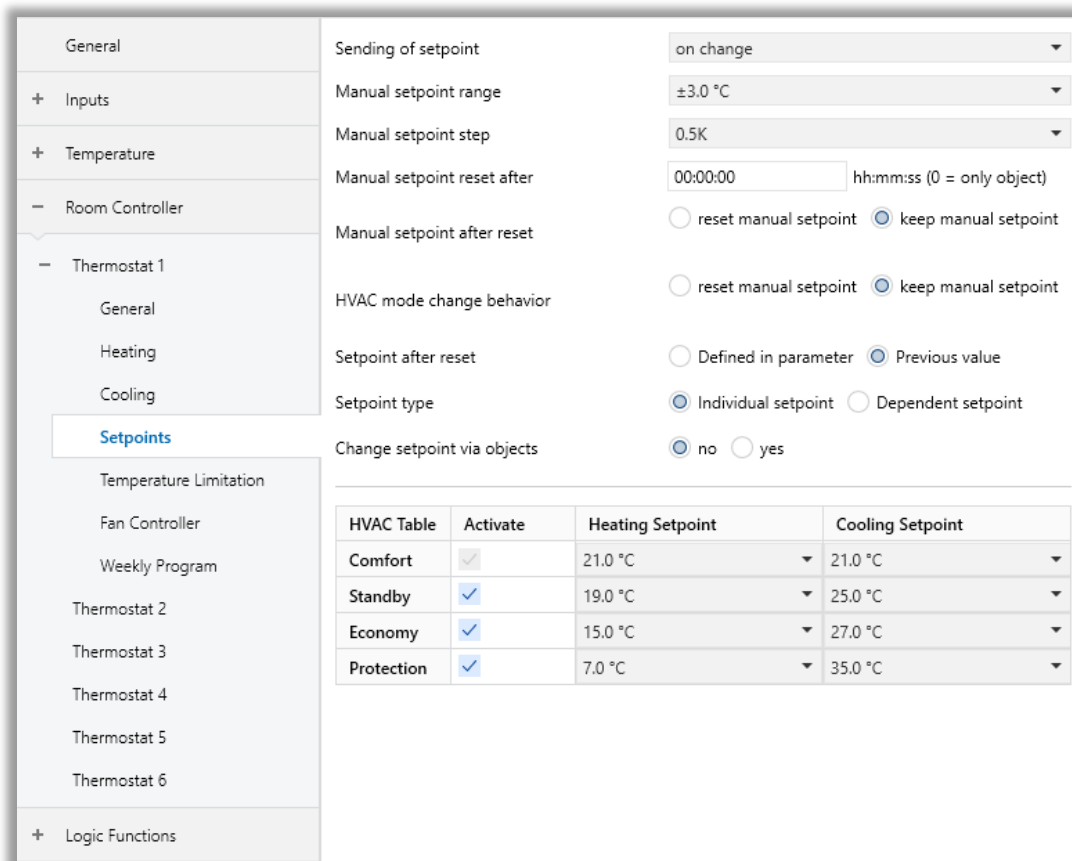 General
+ Inputs
+ Temperature
− Room Controller
− Thermostat 1
General
Heating
Cooling
Setpoints
Temperature Limitation
Fan Controller
Weekly Program
Thermostat 2
Thermostat 3
Thermostat 4
Thermostat 5
Thermostat 6
+ Logic Functions
Sending of setpoint on change
Manual setpoint range ±3.0 °C
Manual setpoint step 0.5K
Manual setpoint reset after 00:00:00 hh:mm:ss (0 = only object)
Manual setpoint after reset reset manual setpoint keep manual setpoint
HVAC mode change behavior reset manual setpoint keep manual setpoint
Setpoint after reset Defined in parameter Previous value
Setpoint type Individual setpoint Dependent setpoint
Change setpoint via objects no yes
HVAC Table Activate Heating Setpoint Cooling Setpoint
Comfort 21.0 °C 21.0 °C
Standby 19.0 °C 25.0 °C
Economy 15.0 °C 27.0 °C
Protection 7.0 °C 35.0 °C